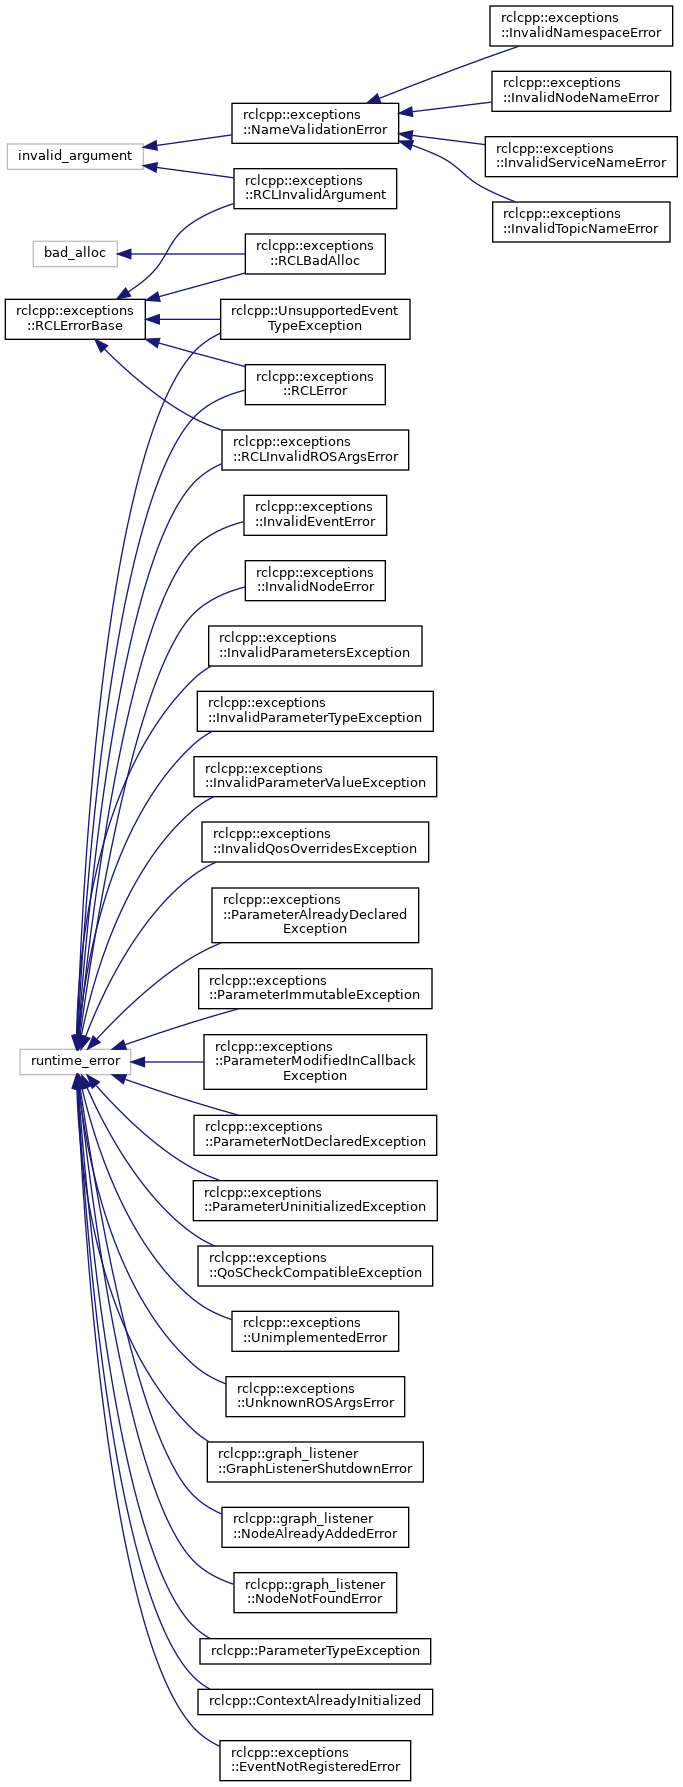 rclcpp::exceptions
::InvalidNamespaceError
rclcpp::exceptions
::InvalidNodeNameError
rclcpp::exceptions
::NameValidationError
rclcpp::exceptions
::InvalidServiceNameError
invalid_argument
rclcpp::exceptions
::RCLInvalidArgument
rclcpp::exceptions
::InvalidTopicNameError
bad_alloc
rclcpp::exceptions
::RCLBadAlloc
rclcpp::exceptions
::RCLErrorBase
rclcpp::UnsupportedEvent
TypeException
rclcpp::exceptions
::RCLError
rclcpp::exceptions
::RCLInvalidROSArgsError
rclcpp::exceptions
::InvalidEventError
rclcpp::exceptions
::InvalidNodeError
rclcpp::exceptions
::InvalidParametersException
rclcpp::exceptions
::InvalidParameterTypeException
rclcpp::exceptions
::InvalidParameterValueException
rclcpp::exceptions
::InvalidQosOverridesException
rclcpp::exceptions
::ParameterAlreadyDeclared
Exception
rclcpp::exceptions
::ParameterImmutableException
runtime_error
rclcpp::exceptions
::ParameterModifiedInCallback
Exception
rclcpp::exceptions
::ParameterNotDeclaredException
rclcpp::exceptions
::ParameterUninitializedException
rclcpp::exceptions
::QoSCheckCompatibleException
rclcpp::exceptions
::UnimplementedError
rclcpp::exceptions
::UnknownROSArgsError
rclcpp::graph_listener
::GraphListenerShutdownError
rclcpp::graph_listener
::NodeAlreadyAddedError
rclcpp::graph_listener
::NodeNotFoundError
rclcpp::ParameterTypeException
rclcpp::ContextAlreadyInitialized
rclcpp::exceptions
::EventNotRegisteredError